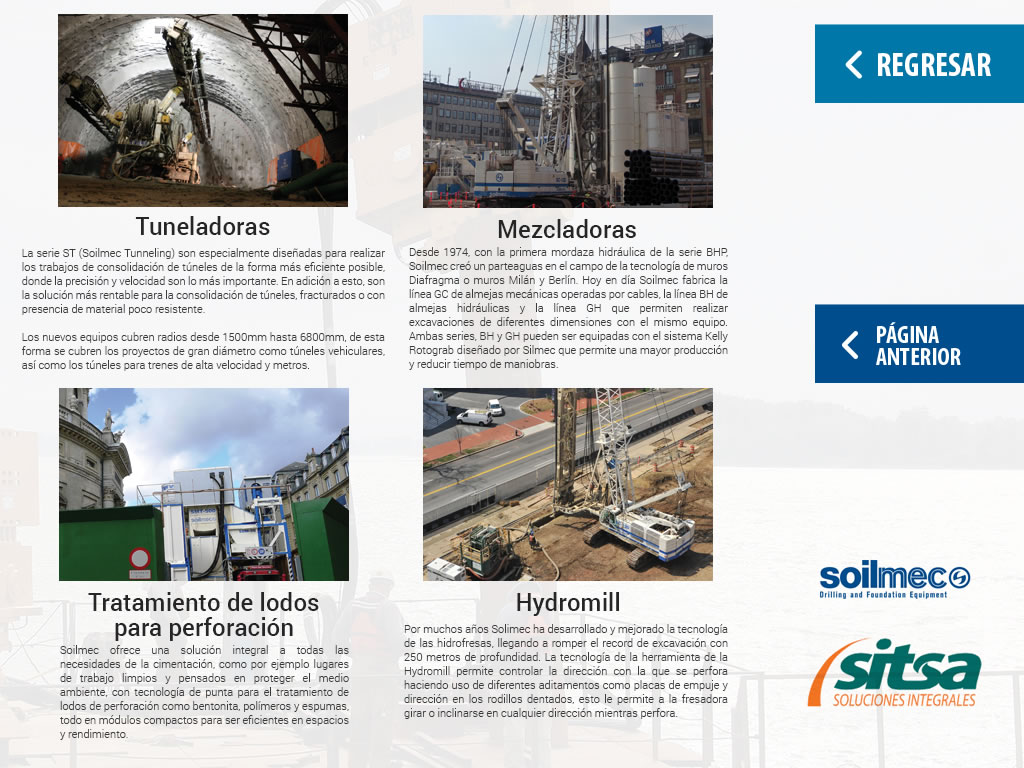 Tuneladoras
La serie ST (Soilmec Tunneling) son especialmente diseñadas para realizar
los trabajos de consolidación de túneles de la forma más eficiente posible,
donde la precisión y velocidad son lo más importante. En adición a esto, son
la solución más rentable para la consolidación de túneles, fracturados o con
presencia de material poco resistente.
Los nuevos equipos cubren radios desde 1500mm hasta 6800mm, de esta
forma se cubren los proyectos de gran diámetro como túneles vehiculares,
así como los túneles para trenes de alta velocidad y metros.
Mezcladoras
Desde 1974, con la primera mordaza hidráulica de la serie BHP,
Soilmec creó un parteaguas en el campo de la tecnología de muros
Diafragma o muros Milán y Berlín. Hoy en día Soilmec fabrica la
línea GC de almejas mecánicas operadas por cables, la línea BH de
almejas hidráulicas y la línea GH que permiten realizar
excavaciones de diferentes dimensiones con el mismo equipo.
Ambas series, BH y GH pueden ser equipadas con el sistema Kelly
Rotograb diseñado por Silmec que permite una mayor producción
y reducir tiempo de maniobras.
soilmec
Tratamiento de lodos
para perforación
Soilmec ofrece una solución integral a todas las
necesidades de la cimentación, como por ejemplo lugares
de trabajo limpios y pensados en proteger el medio
ambiente, con tecnología de punta para el tratamiento de
lodos de perforación como bentonita, polímeros y espumas,
todo en módulos compactos para ser eficientes en espacios
y rendimiento.
Hydromill
Por muchos años Solimec ha desarrollado y mejorado la tecnología
de las hidrofresas, llegando a romper el record de excavación con
250 metros de profundidad. La tecnología de la herramienta de la
Hydromill permite controlar la dirección con la que se perfora
haciendo uso de diferentes aditamentos como placas de empuje y
dirección en los rodillos dentados, esto le permite a la fresadora
girar o inclinarse en cualquier dirección mientras perfora.
REGRESAR
PÁGINA
ANTERIOR
soilmec
Drilling and Foundation Equipment
sitsa
SOLUCIONES INTEGRALES